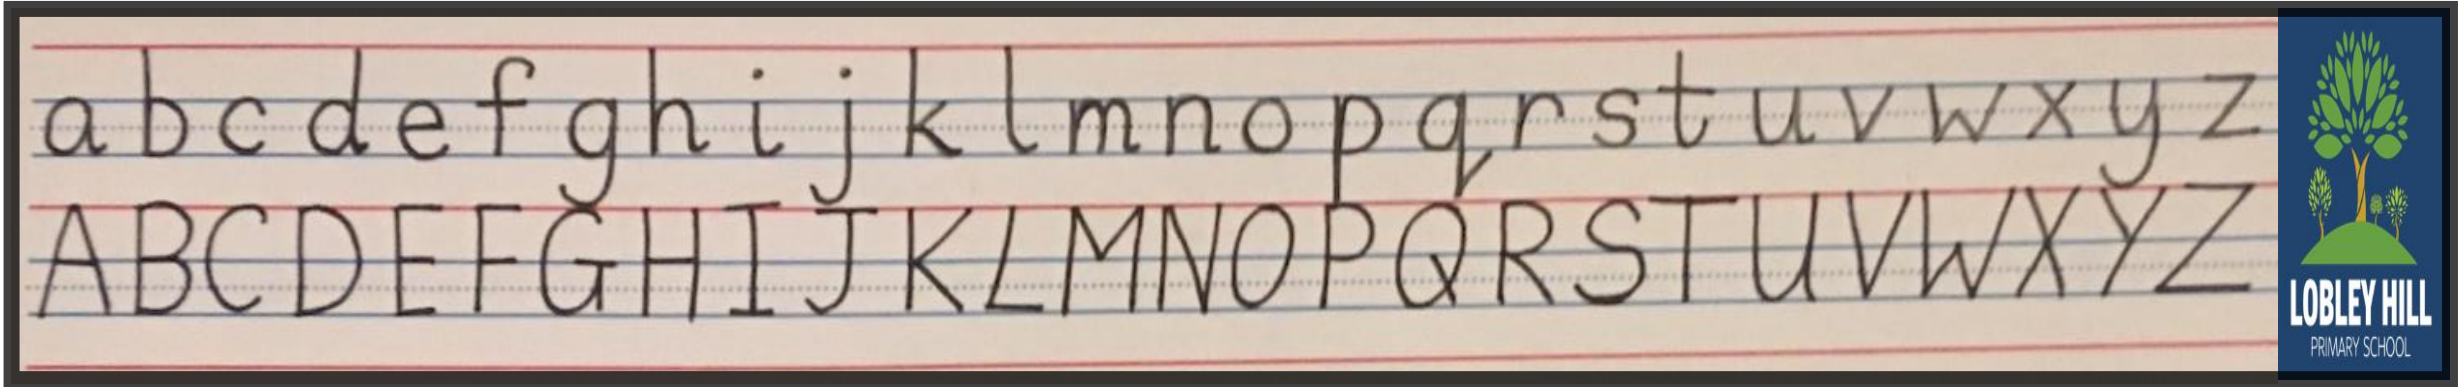 abcdefghijklmnopqrstuvwxyz
ABCDEFGHIJKLMNOPQRSTUVWXYZ
LOBLEY HILL
PRIMARY SCHOOL